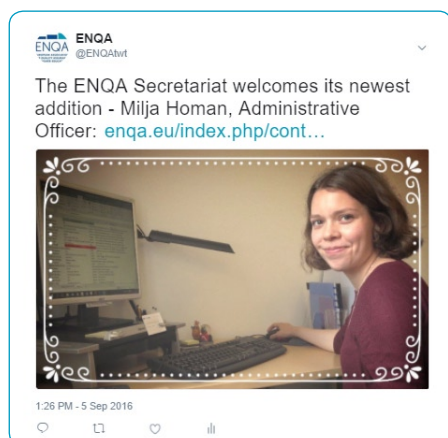 ENQA
ENQA
@ENQAtwt
The ENQA Secretariat welcomes its newest
addition - Milja Homan, Administrative
Officer: enqa.eu/index.php/cont…
1:26 PM - 5 Sep 2016